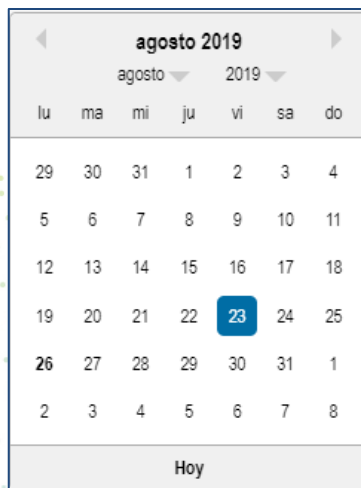 agosto 2019
agosto 2019
lu ma mi ju vi sa do
29 30 31 1 2 3 4
5 6 7 8 9 10 11
12 13 14 15 16 17 18
19 20 21 22 23 24 25
26 27 28 29 30 31 1
2 3 4 5 6 7 8
Hoy